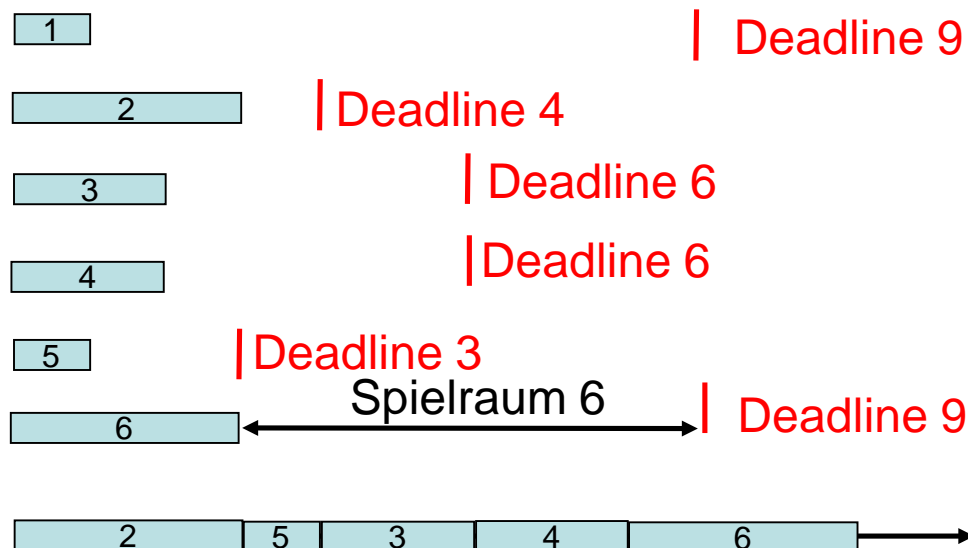 1
Deadline 9
2
Deadline 4
3
Deadline 6
4
Deadline 6
5
Deadline 3
Spielraum 6
6
Deadline 9
2 5 3 4 6